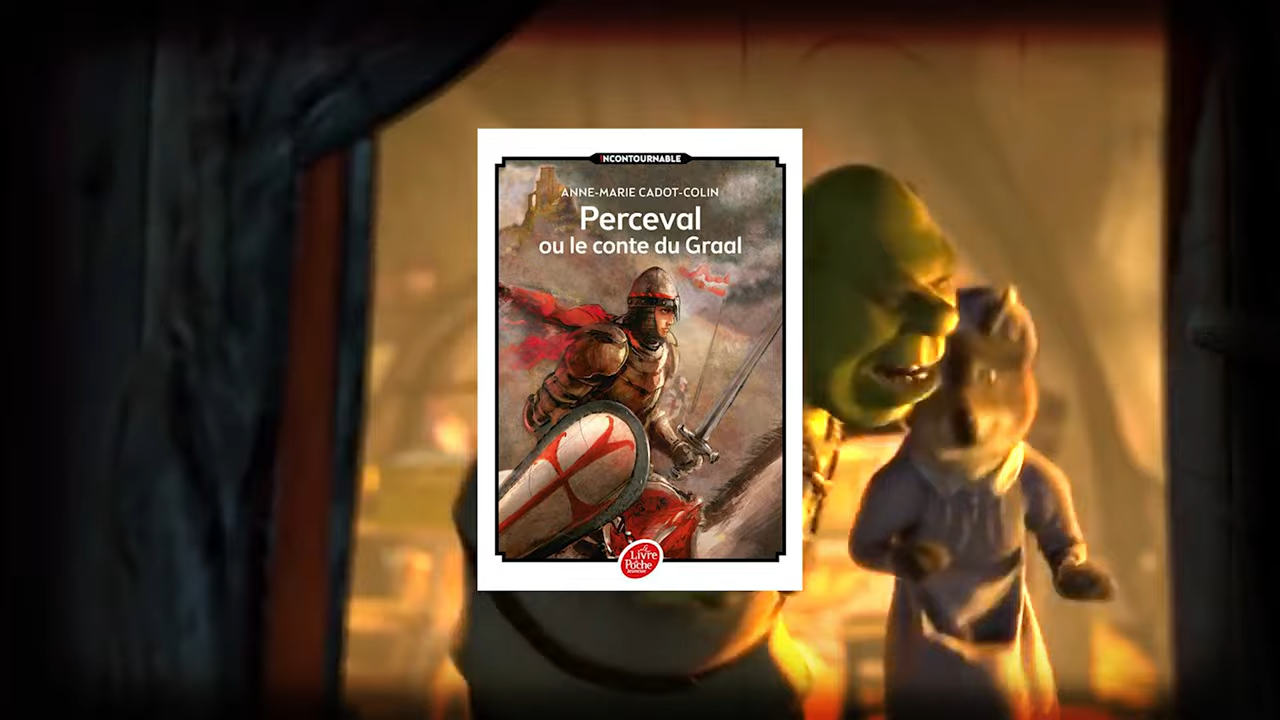 INCONTOURNABLE
ANNE-MARIE CADOT-COLIN
Perceval
ou le conte du Graal
Le
Livre
de
Poche
Jeunesse